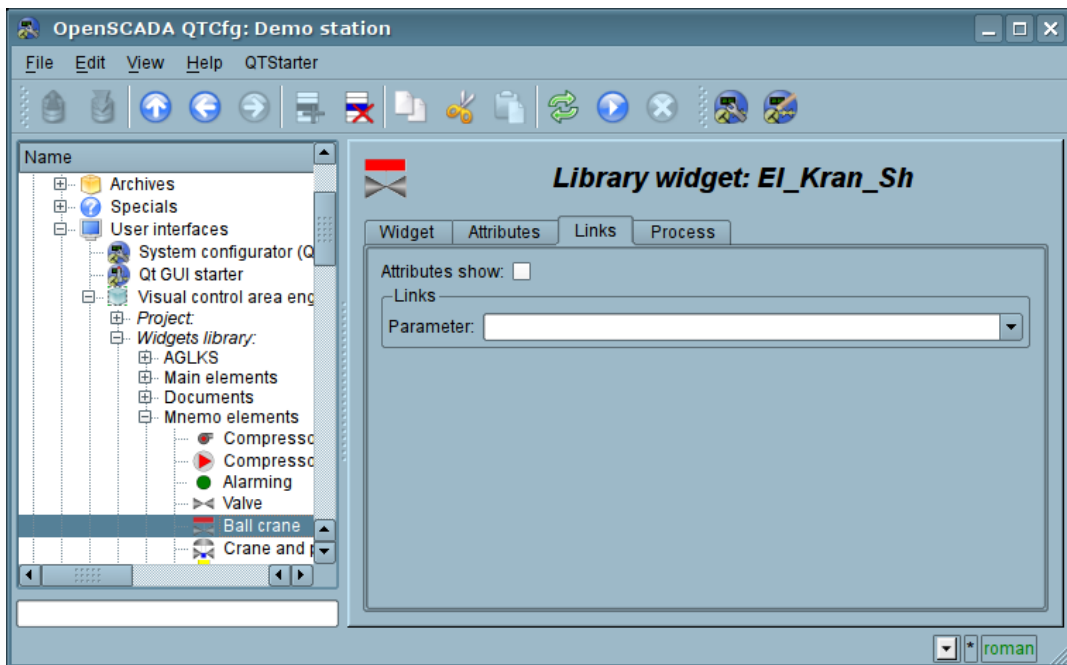 OpenSCADA QTCfg: Demo station
File Edit View Help QTStarter
Name
Archives
Specials
User interfaces
System configurator (Q
Qt GUI starter
Visual control area eng
Project:
Widgets library:
AGLKS
Main elements
Documents
Mnemo elements
Compresso
Compresso
Alarming
Valve
Ball crane
Crane and p
Library widget: El_Kran_Sh
Widget Attributes Links Process
Attributes show:
Links
Parameter:
* roman